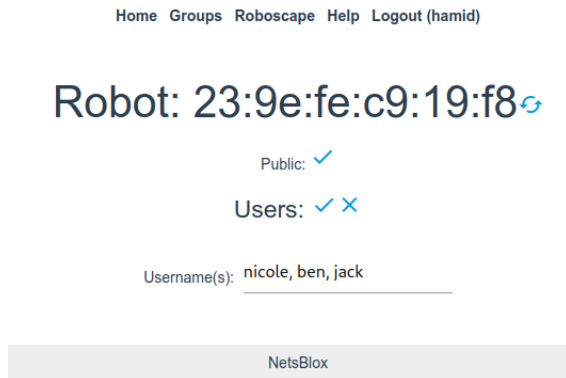 Home Groups Roboscape Help Logout (hamid)
Robot: 23:9e:fe:c9:19:f8
Public:
Users:
Username(s): nicole, ben, jack
NetsBlox